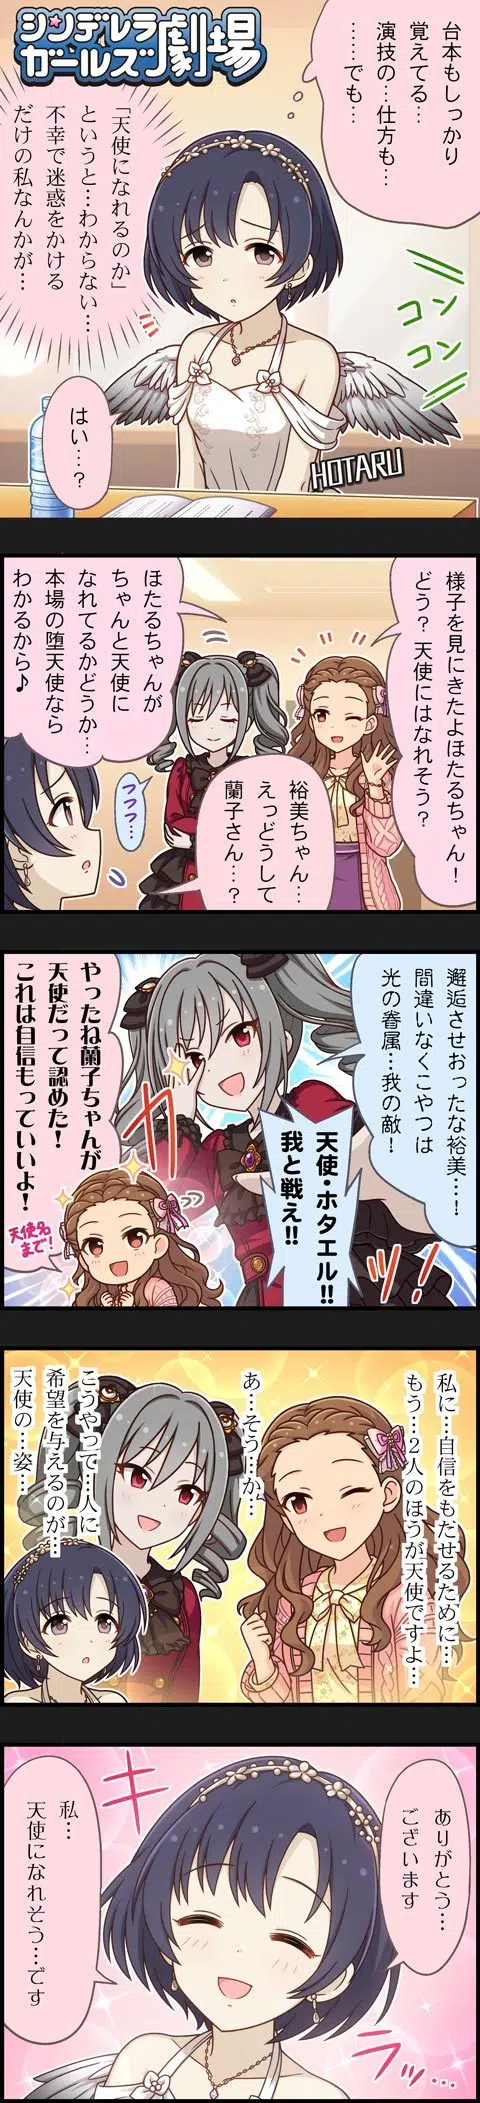 シンデレラ
ガールズ劇場
台本もしっかり
覚えてる…
演技の…仕方も…
……でも…
「天使になれるのか」
というと…わからない…
不幸で迷惑をかける
だけの私なんかが…
コンコン
はい…?
HOTARU
様子を見にきたよほたるちゃん!
どう?天使にはなれそう?
裕美ちゃん…
えっどうして
蘭子さん…?
ほたるちゃんが
ちゃんと天使に
なれてるかどうか…
本場の堕天使なら
わかるから♪
フフフ…
邂逅させおったな裕美…!
間違いなくこやつは
光の眷属…我の敵!
天使・ホタエル!!
我と戦え!!
カッ!
やったね蘭子ちゃんが
天使だって認めた!
これは自信もっていいよ!
天使名
まで!
私に…自信をもたせるために…
もう…2人のほうが天使ですよ…
あ…そう…か…
こうやって…人に
希望を与えるのが…
天使の…姿…
ありがとう…
ございます
キラッ…
私…
天使になれそう…です